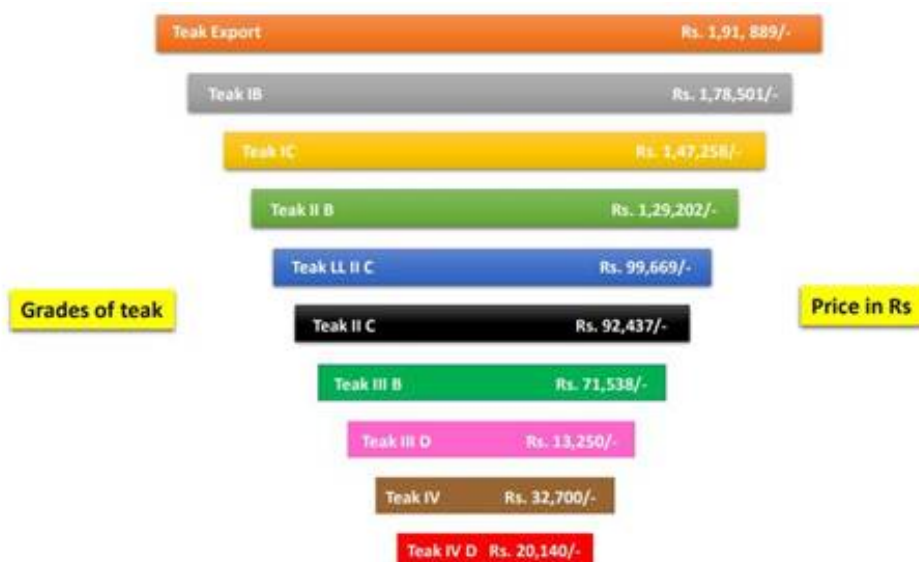 Teak Export Rs. 1,91, 889/-
Teak IB Rs. 1,78,501/-
Teak IC Rs. 1,47,258/-
Teak II B Rs. 1,29,202/-
Teak LL II C Rs. 99,669/-
Grades of teak
Price in Rs
Teak II C Rs. 92,437/-
Teak III B Rs. 71,538/-
Teak III D Rs. 13,250/-
Teak IV Rs. 32,700/-
Teak IV D Rs. 20,140/-